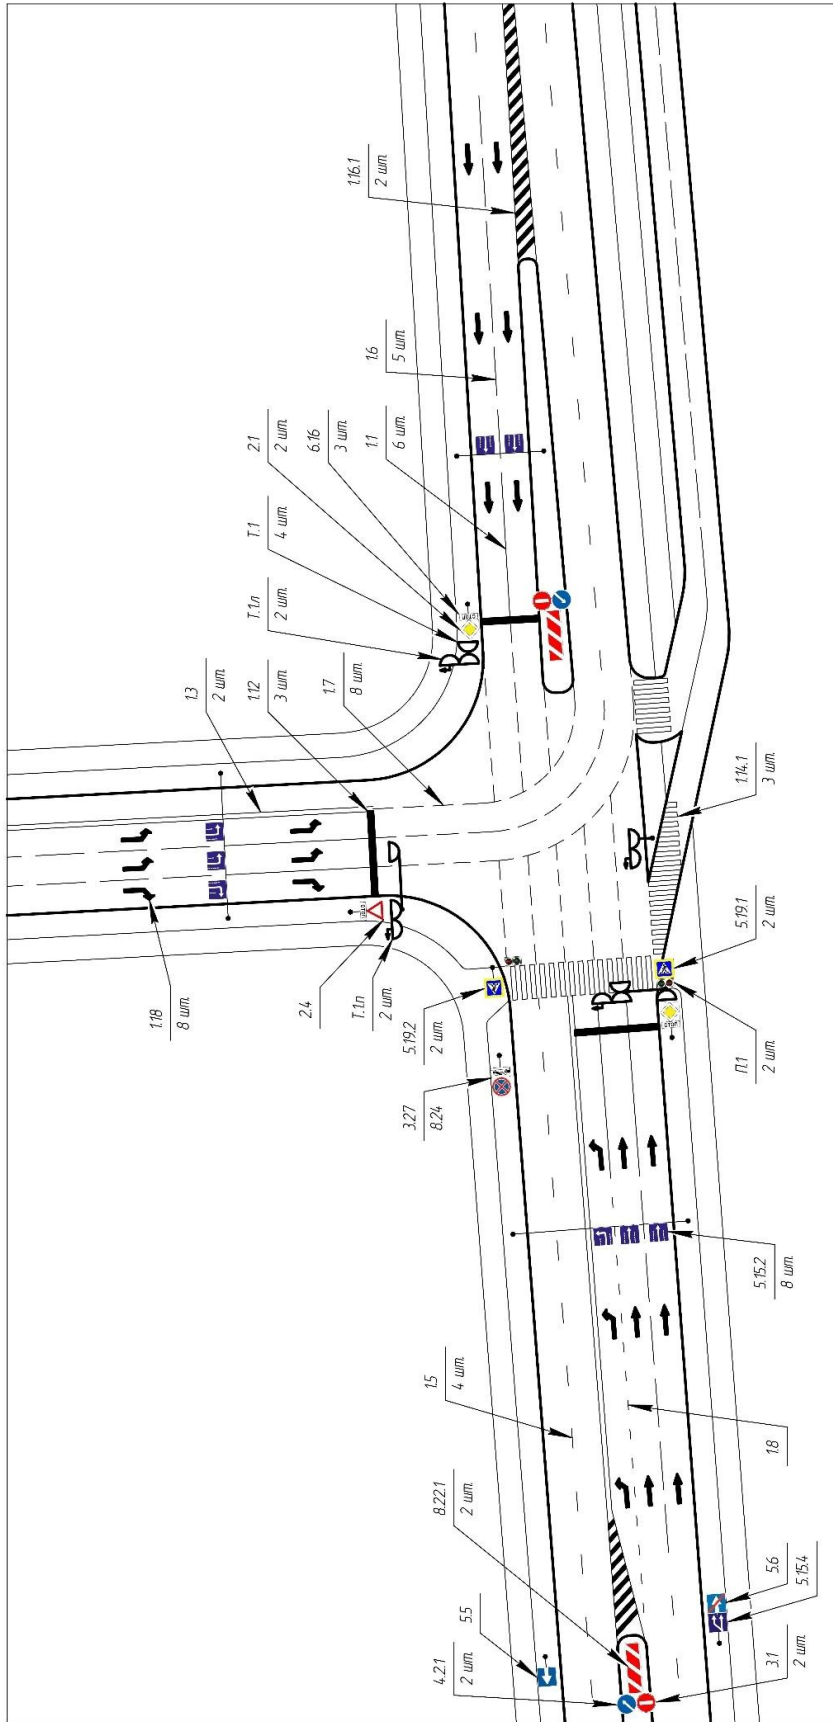 1.16.1
2 шт.
1.6
5 шт.
2.1
2 шт.
6.16
3 шт.
1.1
6 шт.
Т.1
4 шт.
Т.1л
2 шт.
1.3
2 шт.
1.12
3 шт.
1.7
8 шт.
1.14.1
3 шт.
5.19.1
2 шт.
1.18
8 шт.
2.4
Т.1п
2 шт.
5.19.2
2 шт.
3.27
8.24
П.1
2 шт.
5.15.2
8 шт.
1.5
4 шт.
1.8
8.22.1
2 шт.
5.5
4.2.1
2 шт.
5.6
5.15.4
3.1
2 шт.